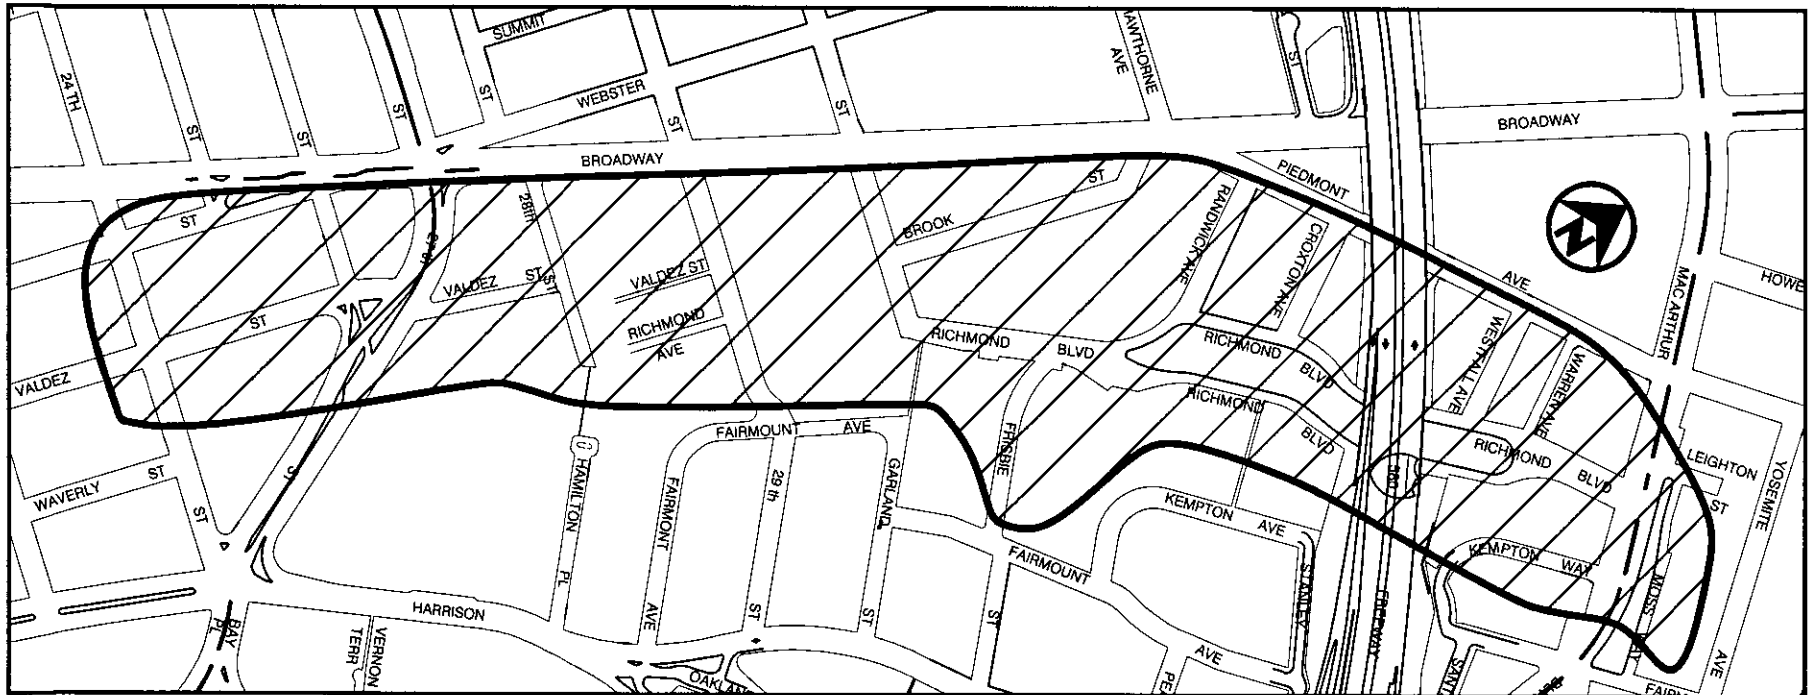 SUMMIT
HAWTHORNE
AVE
24 TH
ST
ST
ST
ST
WEBSTER
ST
ST
ST
BROADWAY
BROADWAY
PIEDMONT
ST
28th
ST
BROOK
RANDWICK AVE
CROXTON AVE
N
AVE
MAC ARTHUR
HOWE
VALDEZ ST
ST
VALDEZ ST
RICHMOND
AVE
ST
RICHMOND BLVD
RICHMOND
BLVD
WESTALL AVE
WARREN AVE
VALDEZ
RICHMOND
BLVD
FAIRMOUNT AVE
FRISBIE
RICHMOND
BLVD
LEIGHTON
ST
YOSEMITE
WAVERLY ST
ST
ST
HAMILTON
PL
FAIRMONT
AVE
29 th
ST
GARLAND
ST
KEMPTON AVE
580
KEMPTON WAY
MOSS
WAY
FAIRMOUNT
AVE
STANLEY
FREEWAY
ST
HARRISON
BAY
PL
VERNON
TERR
AVE